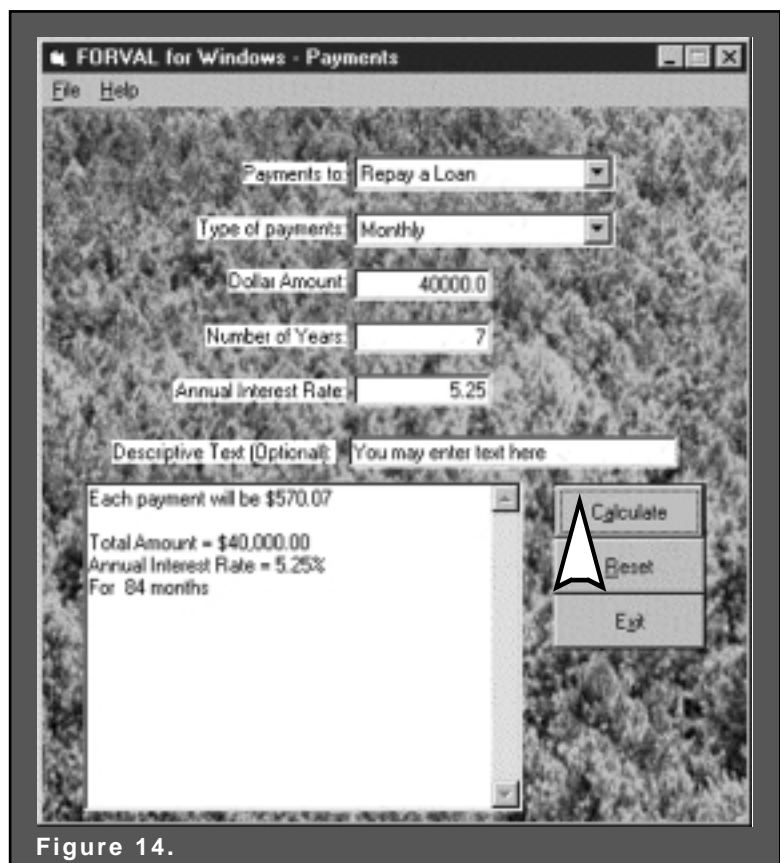 FORVAL for Windows - Payments
File Help
Payments to: Repay a Loan
Type of payments: Monthly
Dollar Amount: 40000.0
Number of Years: 7
Annual Interest Rate: 5.25
Descriptive Text (Optional): You may enter text here
Each payment will be $570.07
Total Amount = $40,000.00
Annual Interest Rate = 5.25%
For 84 months
Calculate
Reset
Exit
Figure 14.